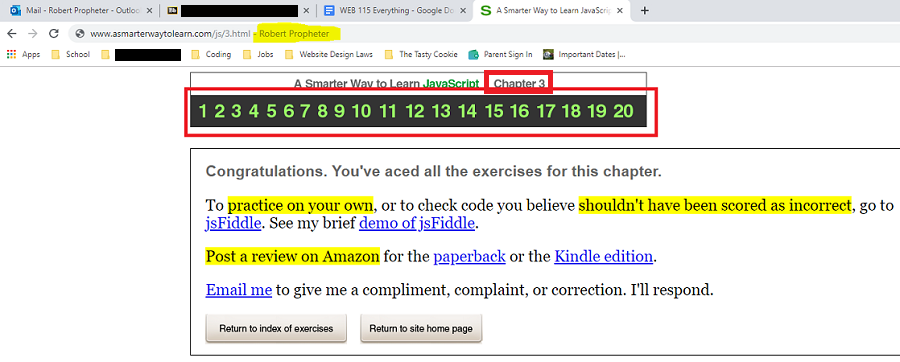 Mail - Robert Propheter - Outloo
WEB 115 Everything - Google Do
A Smarter Way to Learn JavaScrip
www.asmarterwaytolearn.com/js/3.html - Robert Propheter
Apps School Coding Jobs Website Design Laws The Tasty Cookie Parent Sign In Important Dates |...
A Smarter Way to Learn JavaScript Chapter 3
1 2 3 4 5 6 7 8 9 10 11 12 13 14 15 16 17 18 19 20
Congratulations. You've aced all the exercises for this chapter.
To practice on your own, or to check code you believe shouldn't have been scored as incorrect, go to
jsFiddle. See my brief demo of jsFiddle.
Post a review on Amazon for the paperback or the Kindle edition.
Email me to give me a compliment, complaint, or correction. I'll respond.
Return to index of exercises
Return to site home page